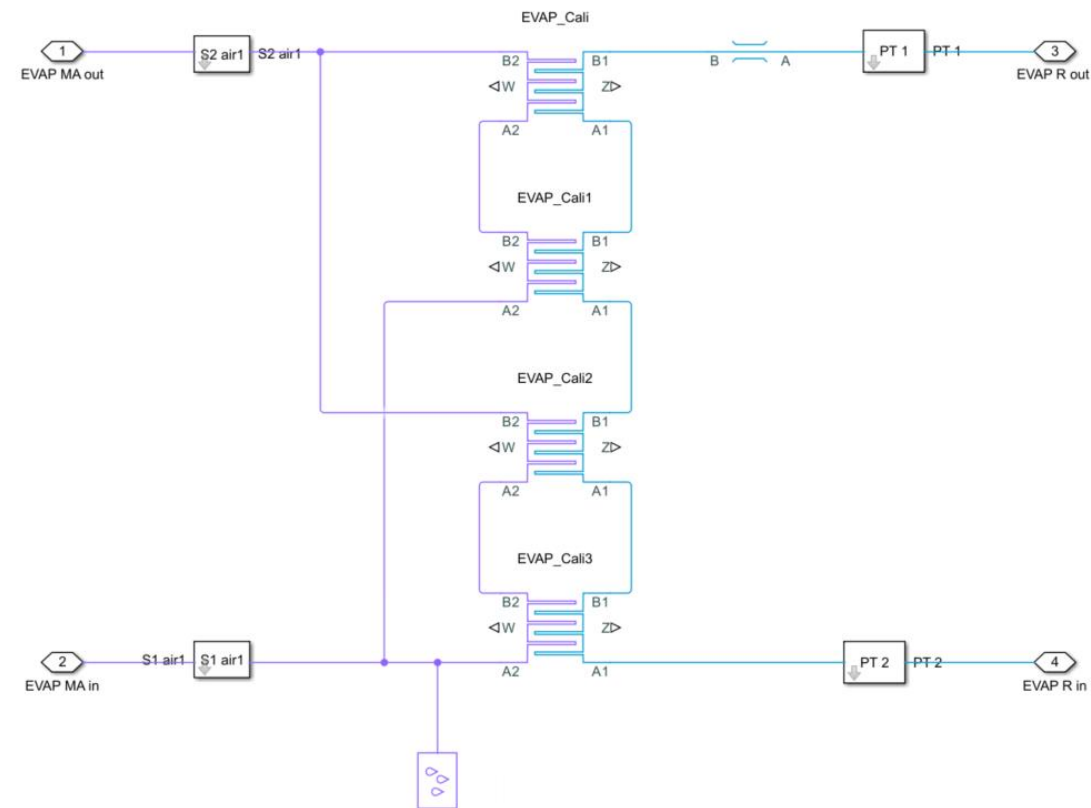 EVAP_Cali
1
S2 air1
S2 air1
B2
B1
B
A
PT 1
PT 1
3
EVAP MA out
W
Z
EVAP R out
A2
A1
EVAP_Cali1
B2
B1
W
Z
A2
A1
EVAP_Cali2
B2
B1
W
Z
A2
A1
EVAP_Cali3
B2
B1
W
Z
2
S1 air1
S1 air1
A2
A1
PT 2
PT 2
4
EVAP MA in
EVAP R in